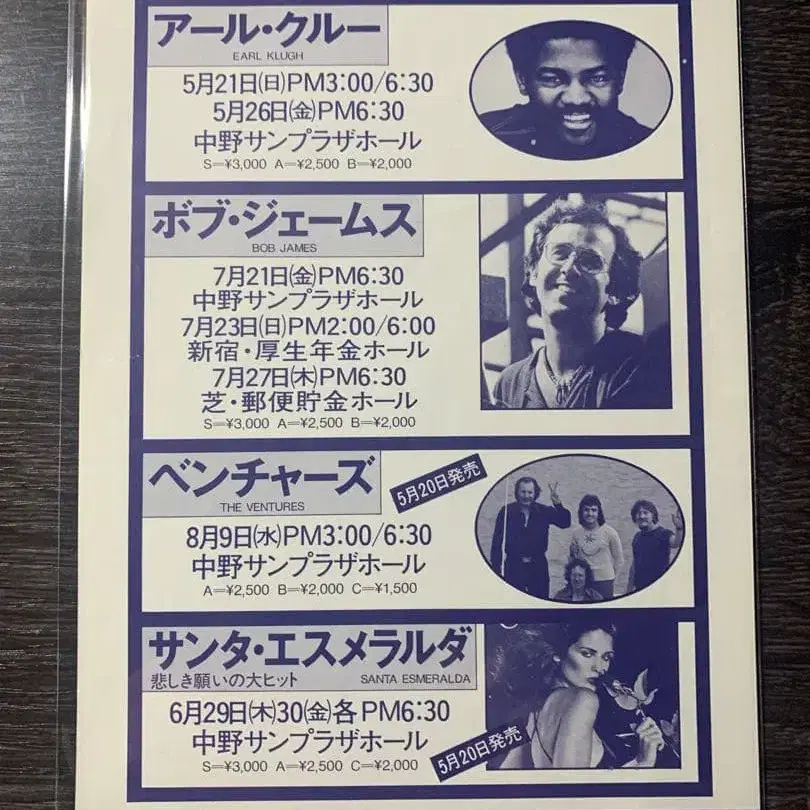 アール・クルー
EARL KLUGH
5月21日(日)PM3:00/6:30
5月26日(金)PM6:30
中野サンプラザホール
S=¥3,000 A=¥2,500 B=¥2,000
ボブ・ジェームス
BOB JAMES
7月21日(金)PM6:30
中野サンプラザホール
7月23日(日)PM2:00/6:00
新宿・厚生年金ホール
7月27日(木)PM6:30
芝・郵便貯金ホール
S=¥3,000 A=¥2,500 B=¥2,000
ベンチャーズ
THE VENTURES
5月20日発売
8月9日(水)PM3:00/6:30
中野サンプラザホール
A=¥2,500 B=¥2,000 C=¥1,500
サンタ・エスメラルダ
悲しき願いの大ヒット SANTA ESMERALDA
6月29日(木)30(金)各PM6:30
中野サンプラザホール
S=¥3,000 A=¥2,500 C=¥2,000
5月20日発売